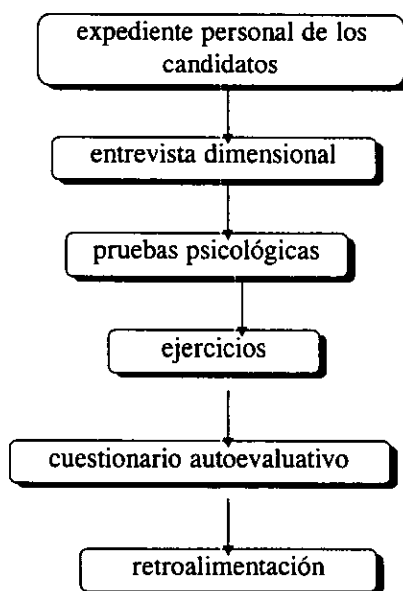 expediente personal de los
candidatos
entrevista dimensional
pruebas psicológicas
ejercicios
cuestionario autoevaluativo
retroalimentación